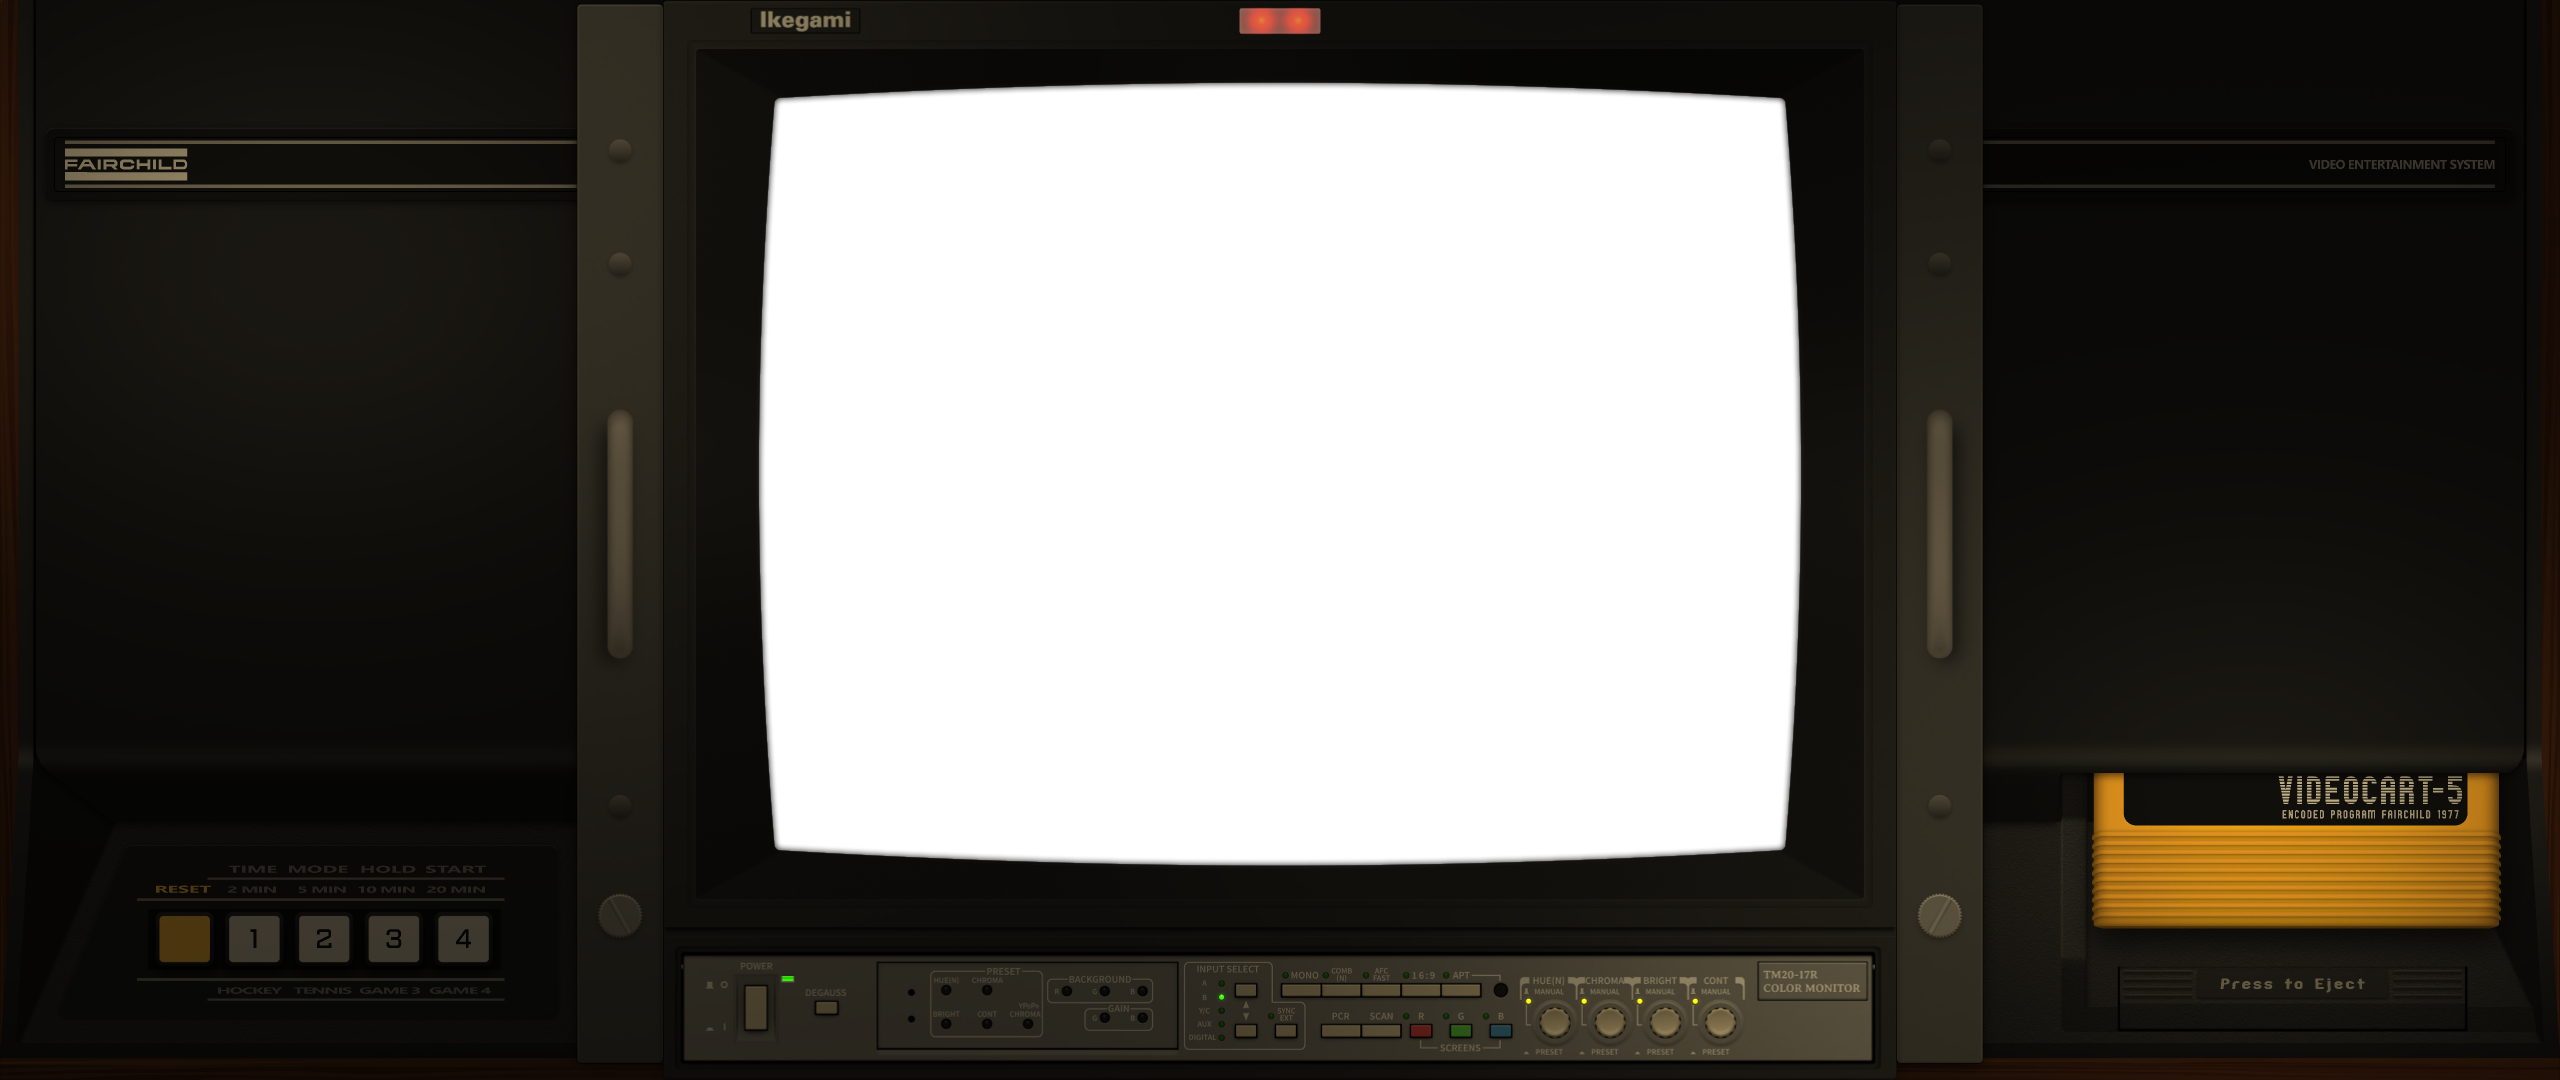 Ikegami
FAIRCHILD
VIDEO ENTERTAINMENT SYSTEM
VIDEOCART-5
ENCODED PROGRAM FAIRCHILD 1977
TIME MODE HOLD START
RESET 2 MIN 5 MIN 10 MIN 20 MIN
1 2 3 4
HOCKEY TENNIS GAME 3 GAME 4
Press to Eject
POWER
DEGAUSS
PRESET
HUE(N) CHROMA
BRIGHT CONT YPbPr CHROMA
BACKGROUND
R G B
GAIN
G B
INPUT SELECT
A
B
Y/C
AUX
DIGITAL
SYNC EXT
MONO COMB (N) AFC FAST 16:9 APT
PCR SCAN R G B
SCREENS
HUE(N) CHROMA BRIGHT CONT
MANUAL MANUAL MANUAL MANUAL
PRESET PRESET PRESET PRESET
TM20-17R
COLOR MONITOR